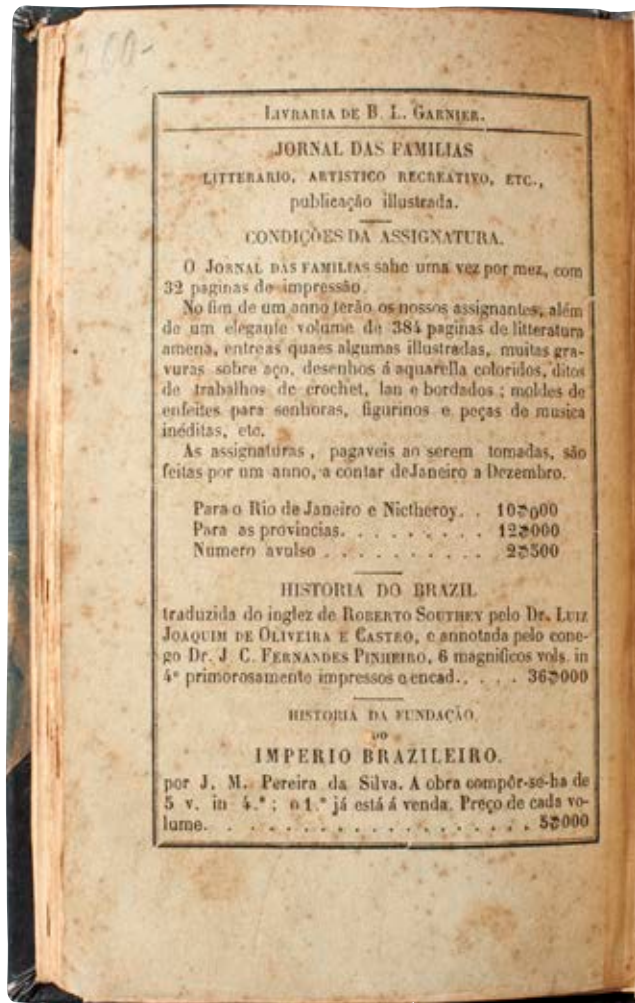 200-
LIVRARIA DE B. L. GARNIER.
JORNAL DAS FAMILIAS
LITTERARIO, ARTISTICO RECREATIVO, ETC.,
publicação illustrada.
CONDIÇÕES DA ASSIGNATURA.
O JORNAL DAS FAMILIAS sahe uma vez por mez, com
32 paginas de impressão.
No fim de um anno terão os nossos assignantes, além
de um elegante volume de 384 paginas de litteratura
amena, entre as quaes algumas illustradas, muitas gra-
vuras sobre aço, desenhos á aquarella coloridos, ditos
de trabalhos de crochet, lan e bordados ; moldes de
enfeites para senhoras, figurinos e peças de musica
inéditas, etc.
As assignaturas , pagaveis ao serem tomadas, são
feitas por um anno, a contar de Janeiro a Dezembro.
Para o Rio de Janeiro e Nictheroy. . 10$000
Para as provincias. . . . . . . . . 12$000
Numero avulso . . . . . . . . . . 2$500
HISTORIA DO BRAZIL
traduzida do inglez de ROBERTO SOUTHEY pelo Dr. LUIZ
JOAQUIM DE OLIVEIRA E CASTRO, e annotada pelo cone-
go Dr. J C. FERNANDES PINHEIRO, 6 magnificos vols. in
4º primorosamente impressos e encad.. . . . 36$000
HISTORIA DA FUNDAÇÃO
DO
IMPERIO BRAZILEIRO.
por J. M. Pereira da Silva. A obra compôr-se-ha de
5 v. in 4.º ; o 1.º já está á venda. Preço de cada vo-
lume. . . . . . . . . . . . . . . . . . 5$000